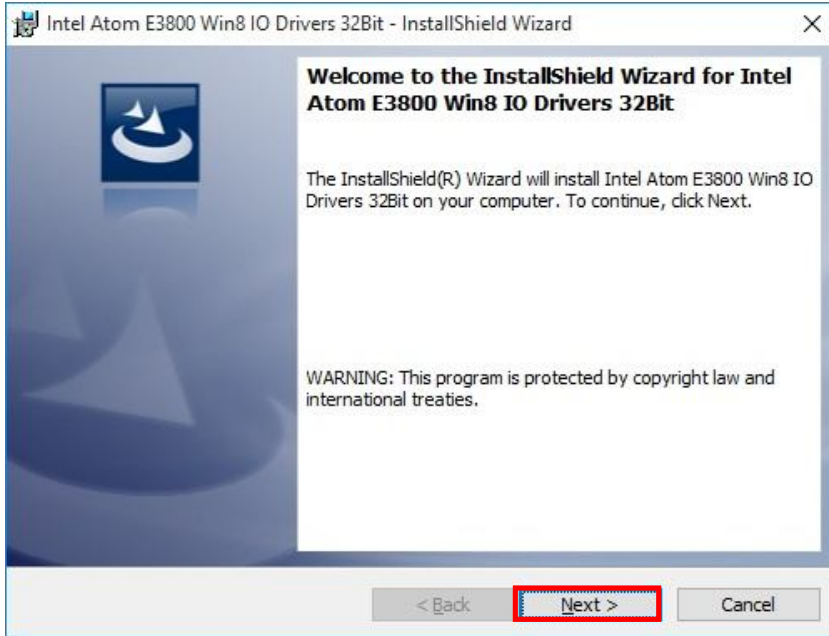 Intel Atom E3800 Win8 IO Drivers 32Bit - InstallShield Wizard
Welcome to the InstallShield Wizard for Intel
Atom E3800 Win8 IO Drivers 32Bit
The InstallShield(R) Wizard will install Intel Atom E3800 Win8 IO
Drivers 32Bit on your computer. To continue, click Next.
WARNING: This program is protected by copyright law and
international treaties.
< Back Next > Cancel